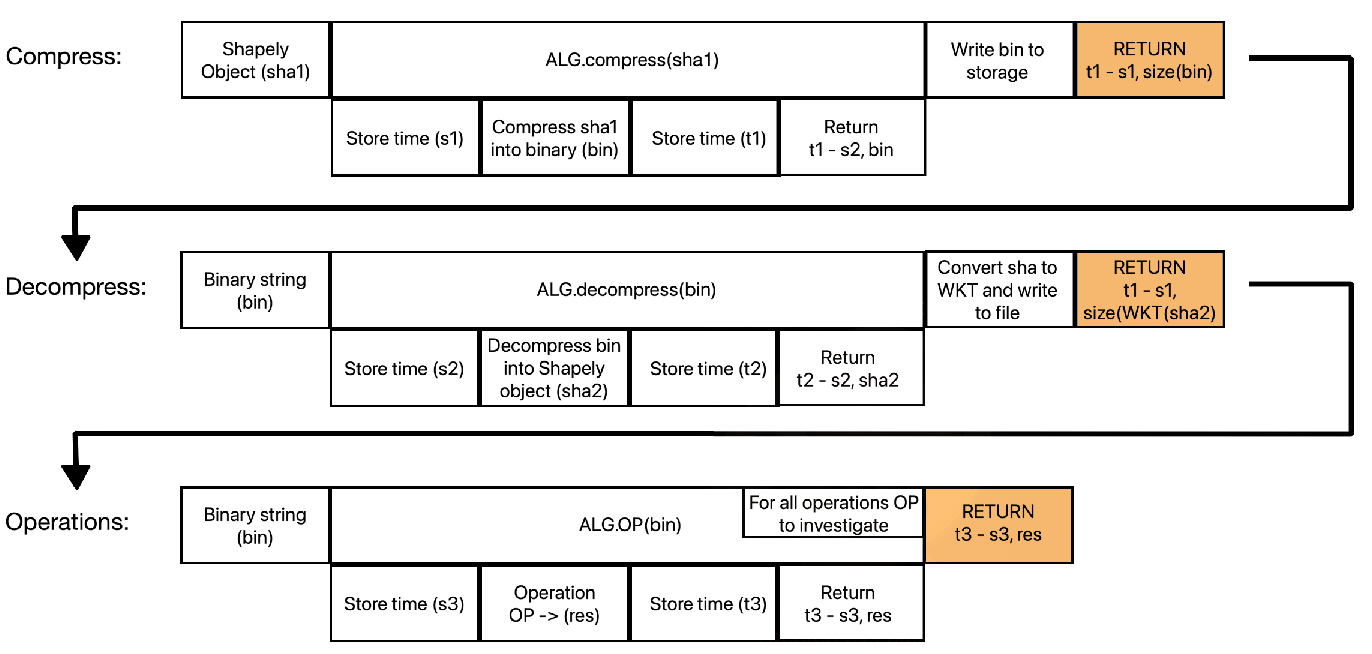 Compress:
Shapely
Object (sha1)
ALG.compress(sha1)
Write bin to
storage
RETURN
t1 - s1, size(bin)
Store time (s1)
Compress sha1
into binary (bin)
Store time (t1)
Return
t1 - s2, bin
Decompress:
Binary string
(bin)
ALG.decompress(bin)
Convert sha to
WKT and write
to file
RETURN
t1 - s1,
size(WKT(sha2)
Store time (s2)
Decompress bin
into Shapely
object (sha2)
Store time (t2)
Return
t2 - s2, sha2
Operations:
Binary string
(bin)
ALG.OP(bin)
For all operations OP
to investigate
RETURN
t3 - s3, res
Store time (s3)
Operation
OP -> (res)
Store time (t3)
Return
t3 - s3, res